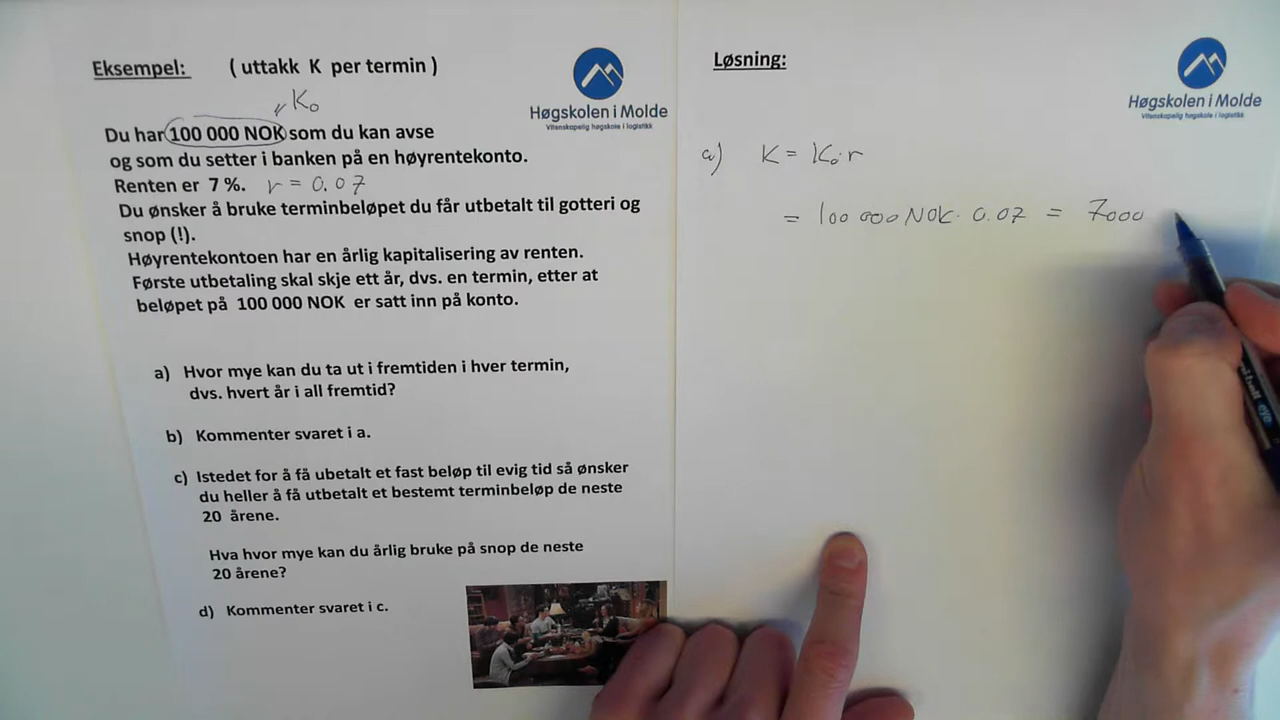 Eksempel: ( uttakk K per termin )
K₀
Høgskolen i Molde
Vitenskapelig høgskole i logistikk
Du har 100 000 NOK som du kan avse
og som du setter i banken på en høyrentekonto.
Renten er 7 %. r = 0.07
Du ønsker å bruke terminbeløpet du får utbetalt til gotteri og
snop (!).
Høyrentekontoen har en årlig kapitalisering av renten.
Første utbetaling skal skje ett år, dvs. en termin, etter at
beløpet på 100 000 NOK er satt inn på konto.
a) Hvor mye kan du ta ut i fremtiden i hver termin,
dvs. hvert år i all fremtid?
b) Kommenter svaret i a.
c) Istedet for å få ubetalt et fast beløp til evig tid så ønsker
du heller å få utbetalt et bestemt terminbeløp de neste
20 årene.
Hva hvor mye kan du årlig bruke på snop de neste
20 årene?
d) Kommenter svaret i c.
Løsning:
Høgskolen i Molde
Vitenskapelig høgskole i logistikk
a) K = K₀·r
= 100 000 NOK · 0.07 = 7000